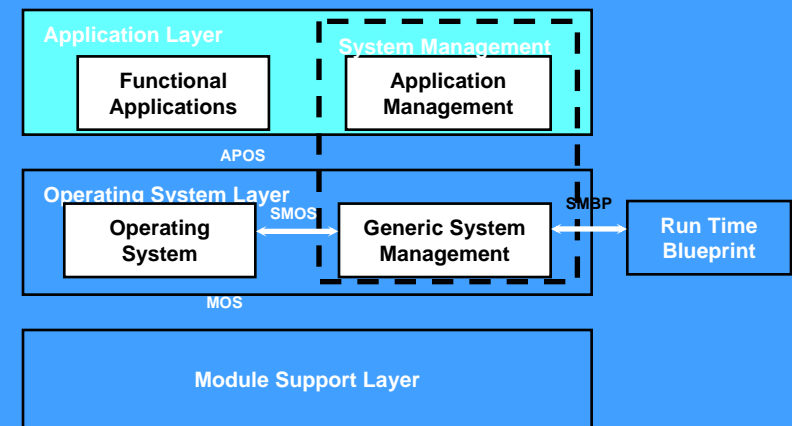 Application Layer
System Management
Functional
Applications
Application
Management
APOS
Operating System Layer
SMOS
SMBP
Operating
System
Generic System
Management
Run Time
Blueprint
MOS
Module Support Layer